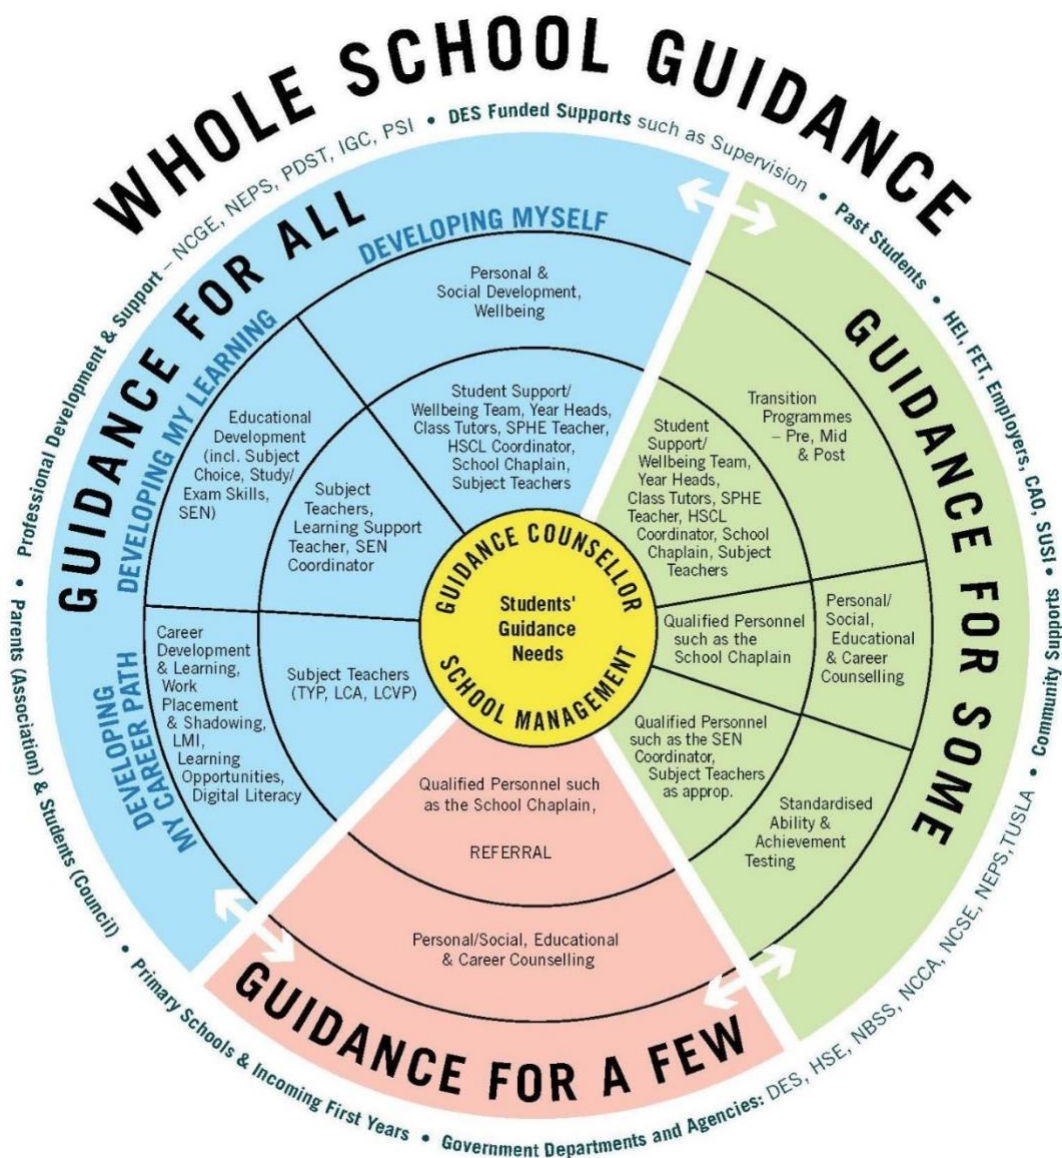 WHOLE SCHOOL GUIDANCE
Professional Development & Support – NCGE, NEPS, PDST, IGC, PSI • DES Funded Supports such as Supervision • Past Students • HEI, FET, Employers, CAO, SUSI • Community Supports
• Parents (Association) & Students (Council) • Primary Schools & Incoming First Years • Government Departments and Agencies: DES, HSE, NBSS, NCCA, NCSE, NEPS,TUSLA •
GUIDANCE FOR ALL
DEVELOPING MYSELF
Personal &
Social Development,
Wellbeing
Student Support/
Wellbeing Team, Year Heads,
Class Tutors, SPHE Teacher,
HSCL Coordinator,
School Chaplain,
Subject Teachers
DEVELOPING MY LEARNING
Educational
Development
(incl. Subject
Choice, Study/
Exam Skills,
SEN)
Subject
Teachers,
Learning Support
Teacher, SEN
Coordinator
DEVELOPING
MY CAREER PATH
Career
Development
& Learning,
Work
Placement
& Shadowing,
LMI,
Learning
Opportunities,
Digital Literacy
Subject Teachers
(TYP, LCA, LCVP)
GUIDANCE COUNSELLOR
Students'
Guidance
Needs
SCHOOL MANAGEMENT
GUIDANCE FOR SOME
Transition
Programmes
– Pre, Mid
& Post
Student
Support/
Wellbeing Team,
Year Heads,
Class Tutors, SPHE
Teacher, HSCL
Coordinator, School
Chaplain, Subject
Teachers
Personal/
Social,
Educational
& Career
Counselling
Qualified Personnel
such as the
School Chaplain
Qualified Personnel
such as the SEN
Coordinator,
Subject Teachers
as approp.
Standardised
Ability &
Achievement
Testing
Qualified Personnel such
as the School Chaplain,
REFERRAL
Personal/Social, Educational
& Career Counselling
GUIDANCE FOR A FEW